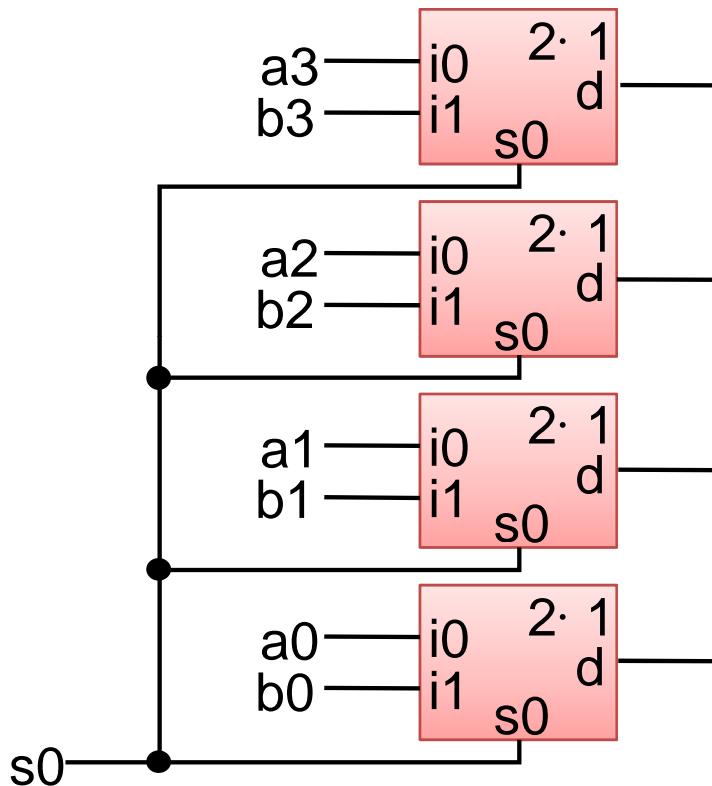 2· 1
a3 i0
d
b3 i1
s0
2· 1
a2 i0
d
b2 i1
s0
2· 1
a1 i0
d
b1 i1
s0
2· 1
a0 i0
d
b0 i1
s0
s0